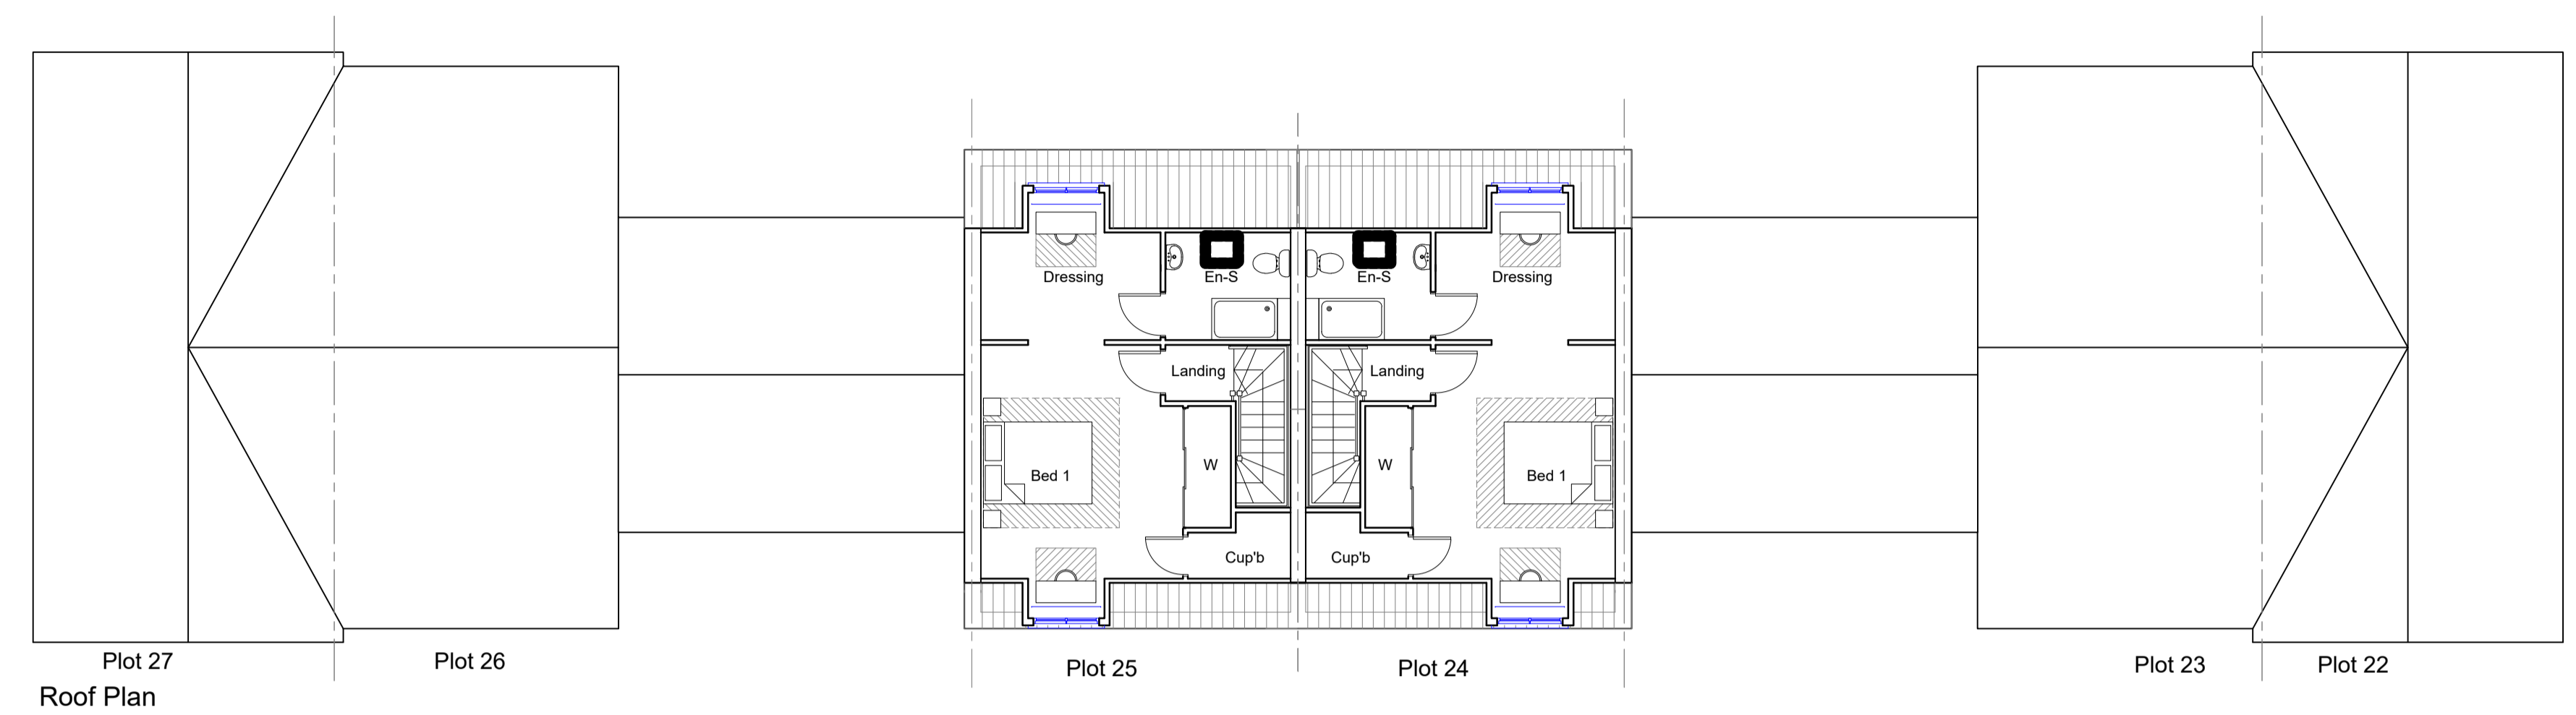 Dressing
En-S
En-S
Dressing
Landing
Landing
Bed 1
W
W
Bed 1
Cup'b
Cup'b
Plot 27
Plot 26
Plot 25
Plot 24
Plot 23
Plot 22
Roof Plan